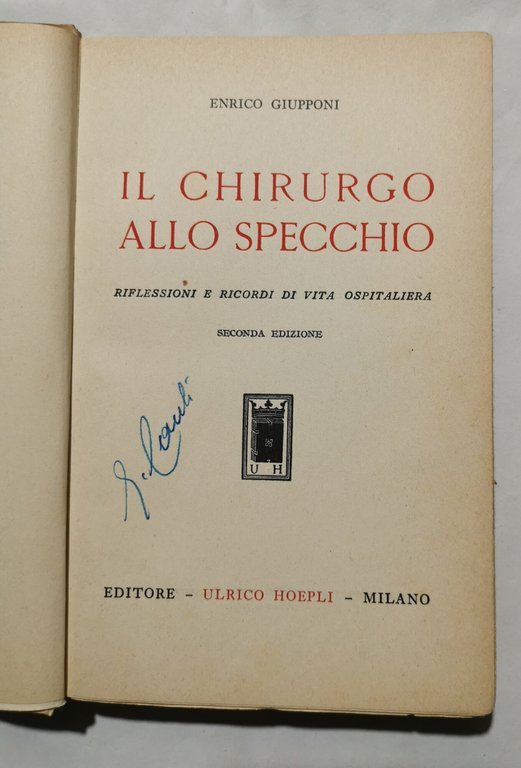 ENRICO GIUPPONI
IL CHIRURGO
ALLO SPECCHIO
RIFLESSIONI E RICORDI DI VITA OSPITALIERA
SECONDA EDIZIONE
U H
EDITORE - ULRICO HOEPLI - MILANO